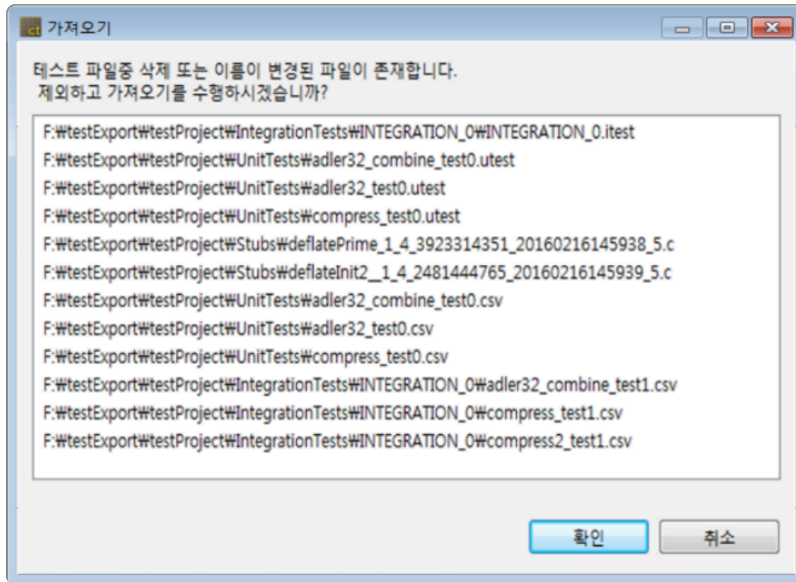 ct 가져오기
테스트 파일중 삭제 또는 이름이 변경된 파일이 존재합니다.
제외하고 가져오기를 수행하시겠습니까?
F:₩testExport₩testProject₩IntegrationTests₩INTEGRATION_0₩INTEGRATION_0.itest
F:₩testExport₩testProject₩UnitTests₩adler32_combine_test0.utest
F:₩testExport₩testProject₩UnitTests₩adler32_test0.utest
F:₩testExport₩testProject₩UnitTests₩compress_test0.utest
F:₩testExport₩testProject₩Stubs₩deflatePrime_1_4_3923314351_20160216145938_5.c
F:₩testExport₩testProject₩Stubs₩deflateInit2__1_4_2481444765_20160216145939_5.c
F:₩testExport₩testProject₩UnitTests₩adler32_combine_test0.csv
F:₩testExport₩testProject₩UnitTests₩adler32_test0.csv
F:₩testExport₩testProject₩UnitTests₩compress_test0.csv
F:₩testExport₩testProject₩IntegrationTests₩INTEGRATION_0₩adler32_combine_test1.csv
F:₩testExport₩testProject₩IntegrationTests₩INTEGRATION_0₩compress_test1.csv
F:₩testExport₩testProject₩IntegrationTests₩INTEGRATION_0₩compress2_test1.csv
확인 취소